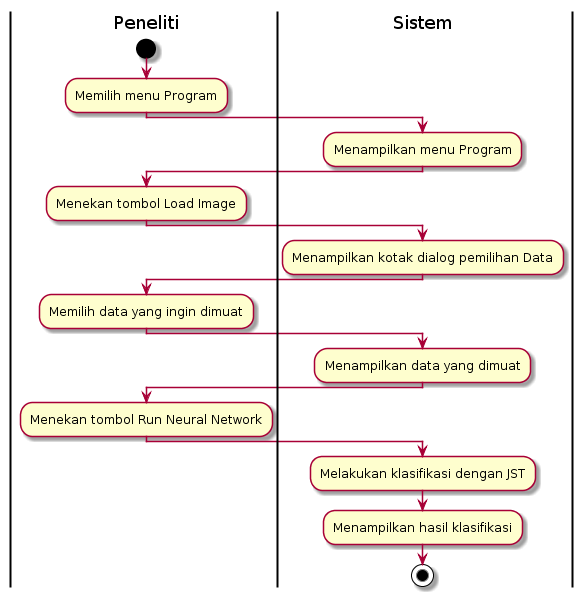 Peneliti
Sistem
Memilih menu Program
Menampilkan menu Program
Menekan tombol Load Image
Menampilkan kotak dialog pemilihan Data
Memilih data yang ingin dimuat
Menampilkan data yang dimuat
Menekan tombol Run Neural Network
Melakukan klasifikasi dengan JST
Menampilkan hasil klasifikasi